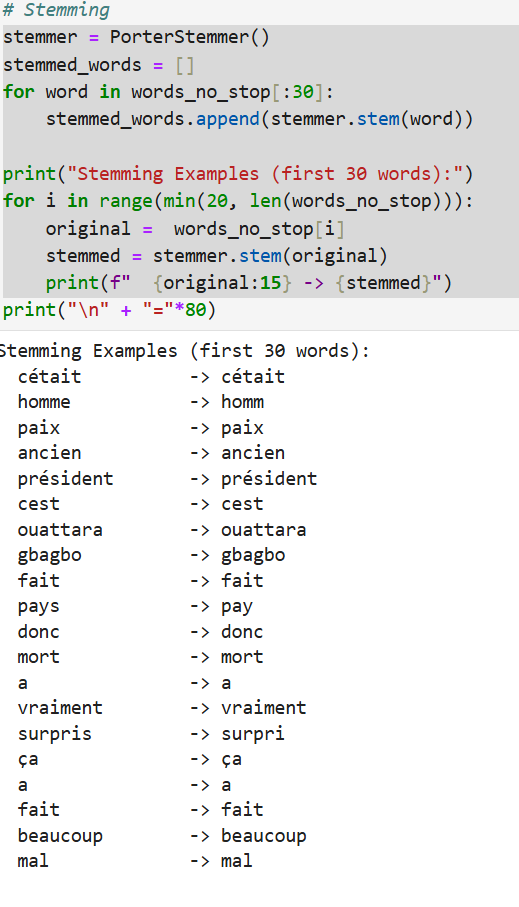 # Stemming
stemmer = PorterStemmer()
stemmed_words = []
for word in words_no_stop[:30]:
    stemmed_words.append(stemmer.stem(word))

print("Stemming Examples (first 30 words):")
for i in range(min(20, len(words_no_stop))):
    original =  words_no_stop[i]
    stemmed = stemmer.stem(original)
    print(f"  {original:15} -> {stemmed}")
print("\n" + "="*80)
Stemming Examples (first 30 words):
  cétait          -> cétait
  homme           -> homm
  paix            -> paix
  ancien          -> ancien
  président       -> président
  cest            -> cest
  ouattara        -> ouattara
  gbagbo          -> gbagbo
  fait            -> fait
  pays            -> pay
  donc            -> donc
  mort            -> mort
  a               -> a
  vraiment        -> vraiment
  surpris         -> surpri
  ça              -> ça
  a               -> a
  fait            -> fait
  beaucoup        -> beaucoup
  mal             -> mal